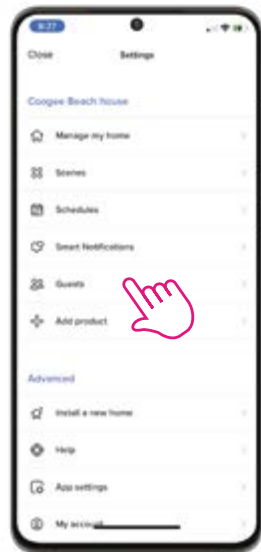 Close Settings
Coogee Beach house
Manage my home
Scenes
Schedules
Smart Notifications
Guests
Add product
Advanced
Install a new home
Help
App settings
My account